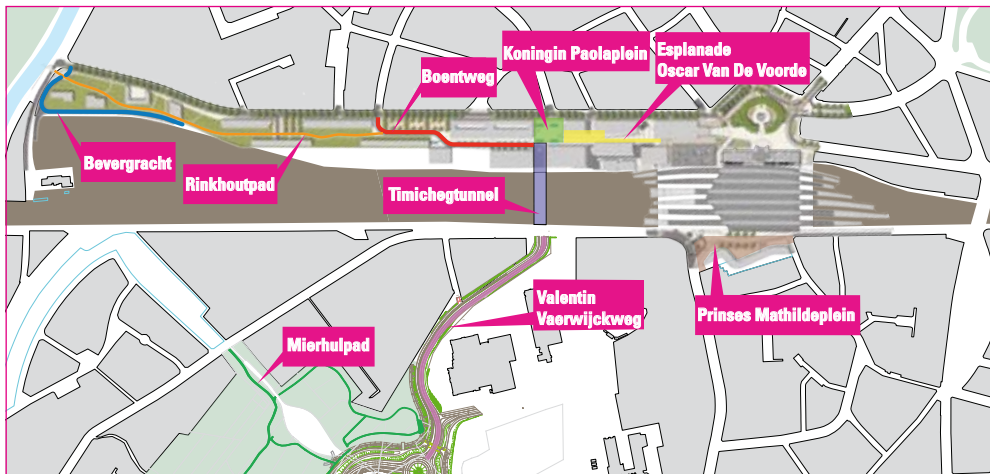 Koningin Paolaplein
Esplanade
Oscar Van De Voorde
Boentweg
Bevergracht
Rinkhoutpad
Timichegtunnel
Valentin
Vaerwijckweg
Prinses Mathildeplein
Mierhulpad